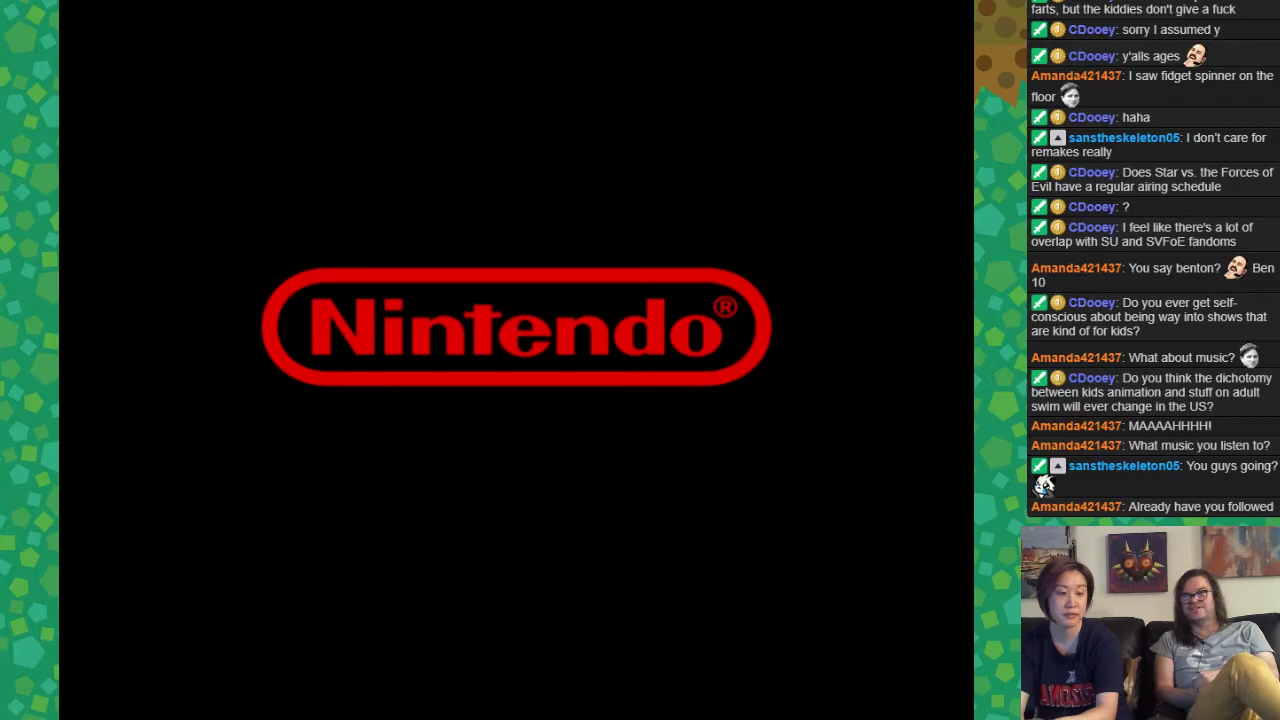 Nintendo®
farts, but the kiddies don't give a fuck
CDooey: sorry I assumed y
CDooey: y'alls ages
Amanda421437: I saw fidget spinner on the
floor
CDooey: haha
sanstheskeleton05: I don't care for
remakes really
CDooey: Does Star vs. the Forces of
Evil have a regular airing schedule
CDooey: ?
CDooey: I feel like there's a lot of
overlap with SU and SVFoE fandoms
Amanda421437: You say benton? Ben
10
CDooey: Do you ever get self-
conscious about being way into shows that
are kind of for kids?
Amanda421437: What about music?
CDooey: Do you think the dichotomy
between kids animation and stuff on adult
swim will ever change in the US?
Amanda421437: MAAAAHHHH!
Amanda421437: What music you listen to?
sanstheskeleton05: You guys going?
Amanda421437: Already have you followed